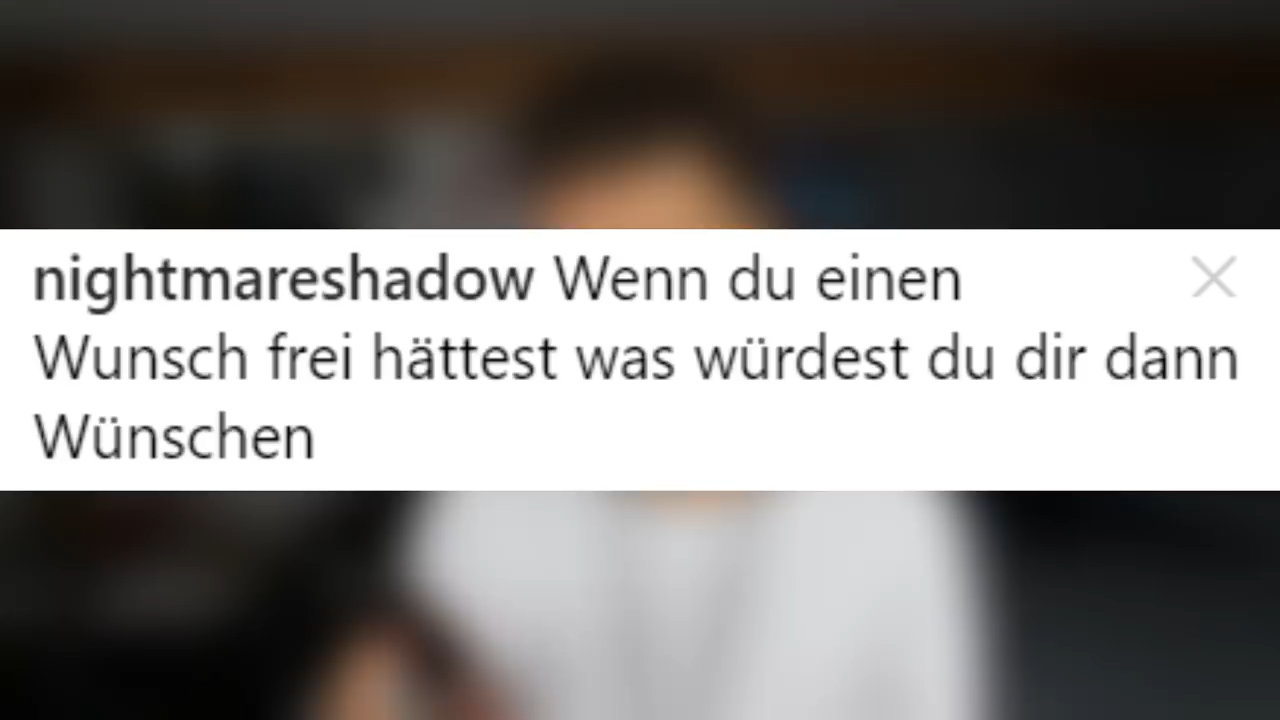 nightmareshadow Wenn du einen
Wunsch frei hättest was würdest du dir dann
Wünschen